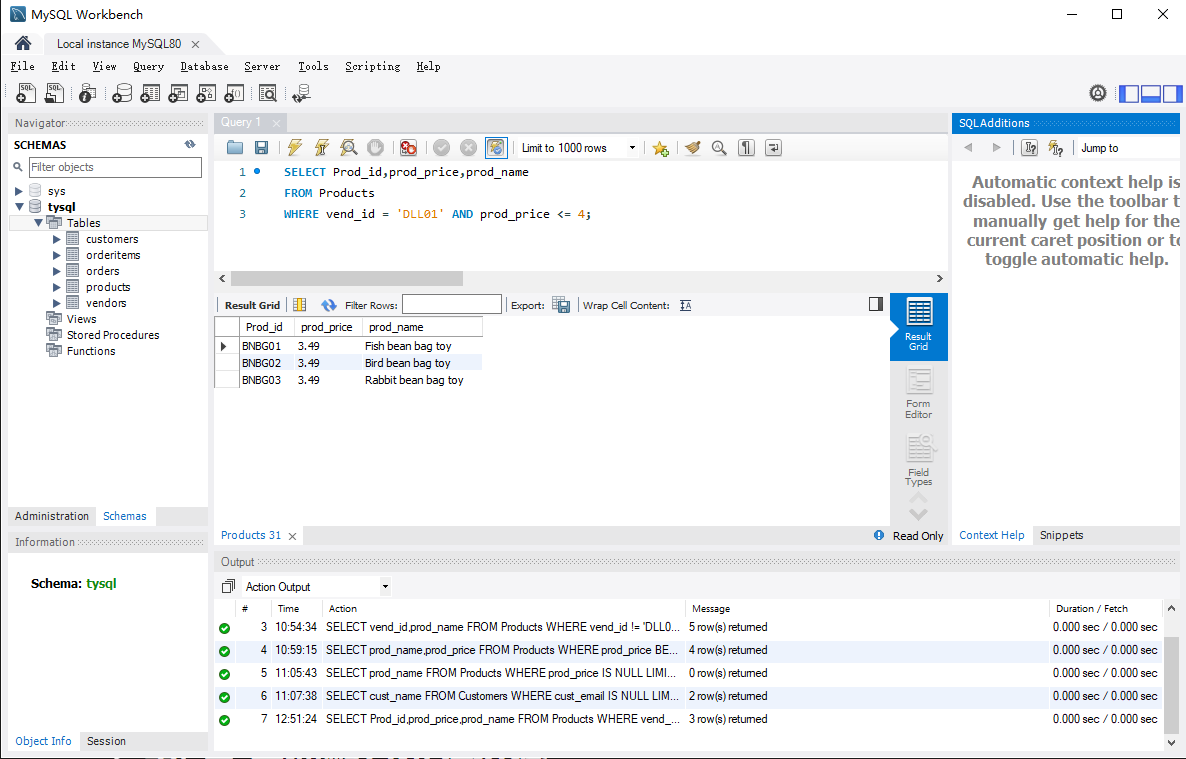 MySQL Workbench
Local instance MySQL80
File Edit View Query Database Server Tools Scripting Help
Navigator
SCHEMAS
Filter objects
sys
tysql
Tables
customers
orderitems
orders
products
vendors
Views
Stored Procedures
Functions
Administration Schemas
Information
Schema: tysql
Object Info Session
Query 1
Limit to 1000 rows
1 SELECT Prod_id,prod_price,prod_name
2 FROM Products
3 WHERE vend_id = 'DLL01' AND prod_price <= 4;
Result Grid Filter Rows: Export: Wrap Cell Content:
Prod_id prod_price prod_name
BNBG01 3.49 Fish bean bag toy
BNBG02 3.49 Bird bean bag toy
BNBG03 3.49 Rabbit bean bag toy
Result
Grid
Form
Editor
Field
Types
Products 31 Read Only
SQLAdditions
Jump to
Automatic context help is
disabled. Use the toolbar t
manually get help for the
current caret position or to
toggle automatic help.
Context Help Snippets
Output
Action Output
# Time Action Message Duration / Fetch
3 10:54:34 SELECT vend_id,prod_name FROM Products WHERE vend_id != 'DLL0... 5 row(s) returned 0.000 sec / 0.000 sec
4 10:59:15 SELECT prod_name,prod_price FROM Products WHERE prod_price BE... 4 row(s) returned 0.000 sec / 0.000 sec
5 11:05:43 SELECT prod_name FROM Products WHERE prod_price IS NULL LIMI... 0 row(s) returned 0.000 sec / 0.000 sec
6 11:07:38 SELECT cust_name FROM Customers WHERE cust_email IS NULL LIM... 2 row(s) returned 0.000 sec / 0.000 sec
7 12:51:24 SELECT Prod_id,prod_price,prod_name FROM Products WHERE vend_... 3 row(s) returned 0.000 sec / 0.000 sec